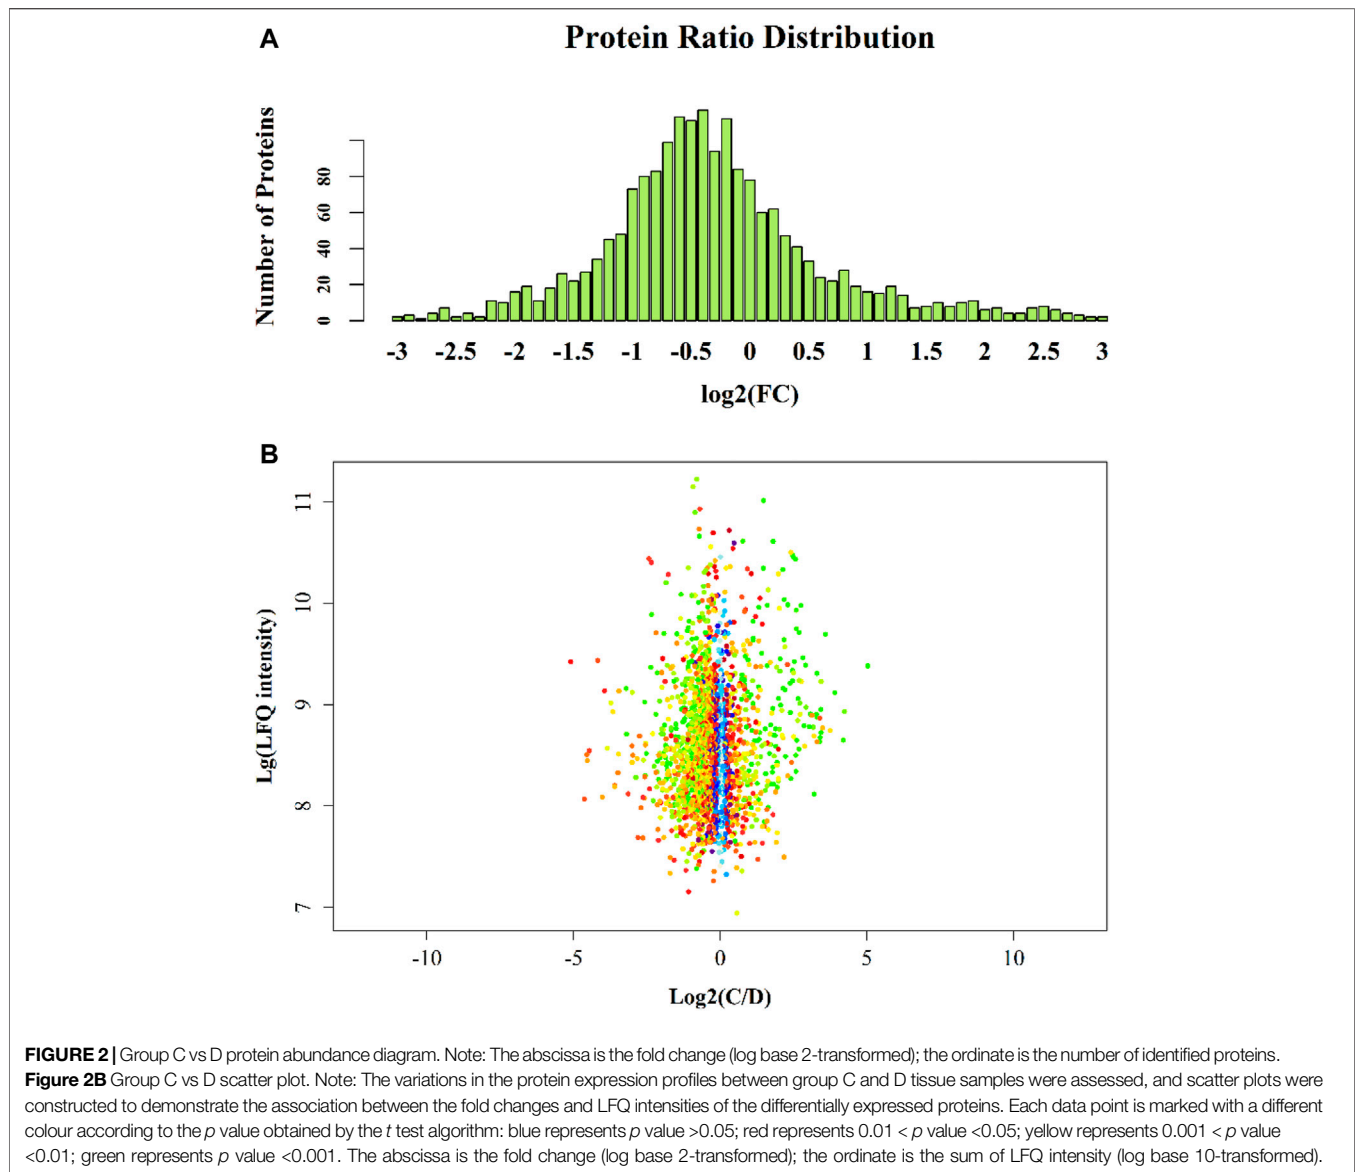 A
Protein Ratio Distribution
Number of Proteins
0 20 40 60 80
-3 -2.5 -2 -1.5 -1 -0.5 0 0.5 1 1.5 2 2.5 3
log2(FC)
B
Lg(LFQ intensity)
11
10
9
8
7
-10 -5 0 5 10
Log2(C/D)
FIGURE 2 | Group C vs D protein abundance diagram. Note: The abscissa is the fold change (log base 2-transformed); the ordinate is the number of identified proteins.
Figure 2B Group C vs D scatter plot. Note: The variations in the protein expression profiles between group C and D tissue samples were assessed, and scatter plots were
constructed to demonstrate the association between the fold changes and LFQ intensities of the differentially expressed proteins. Each data point is marked with a different
colour according to the p value obtained by the t test algorithm: blue represents p value >0.05; red represents 0.01 < p value <0.05; yellow represents 0.001 < p value
<0.01; green represents p value <0.001. The abscissa is the fold change (log base 2-transformed); the ordinate is the sum of LFQ intensity (log base 10-transformed).